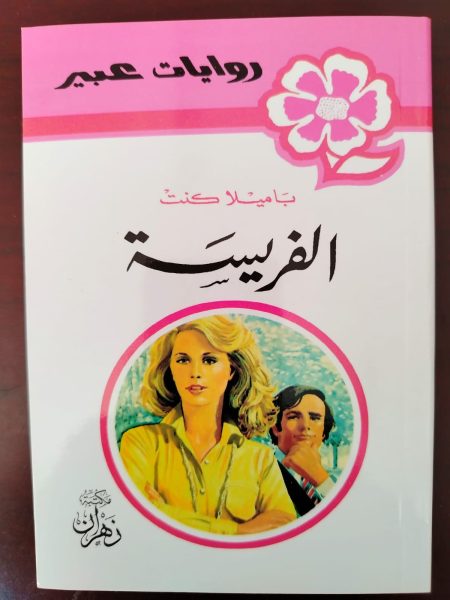 روايات عبير
باميلا كنت
الفريسة
مكتبة
زهران